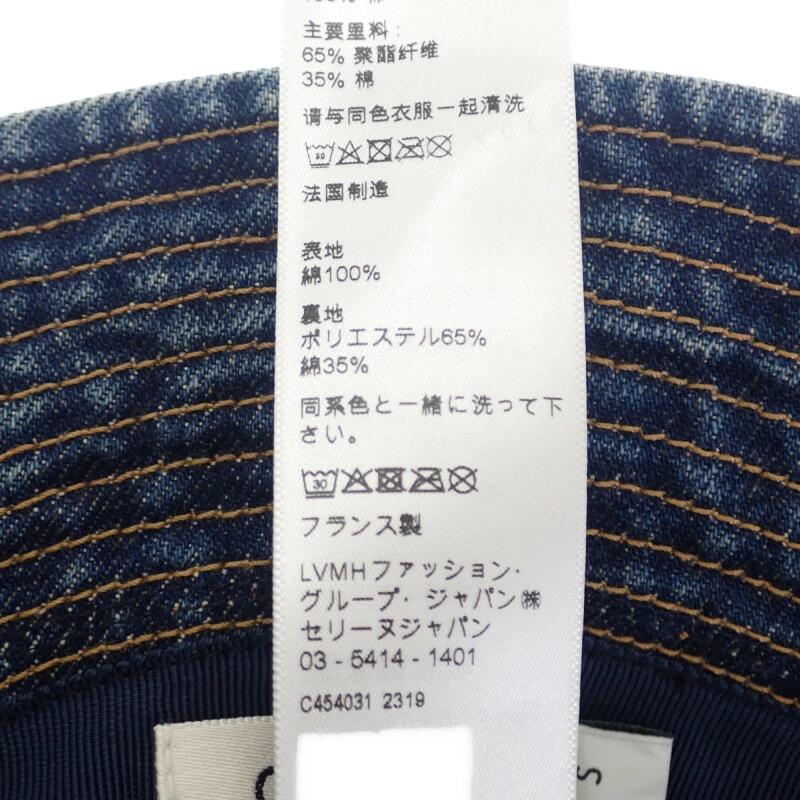 100% 棉
主要里料：
65% 聚酯纤维
35% 棉
请与同色衣服一起清洗
30
法国制造
表地
綿100%
裏地
ポリエステル65%
綿35%
同系色と一緒に洗って下
さい。
30
フランス製
LVMHファッション・
グループ・ジャパン㈱
セリーヌジャパン
03 - 5414 - 1401
C454031 2319